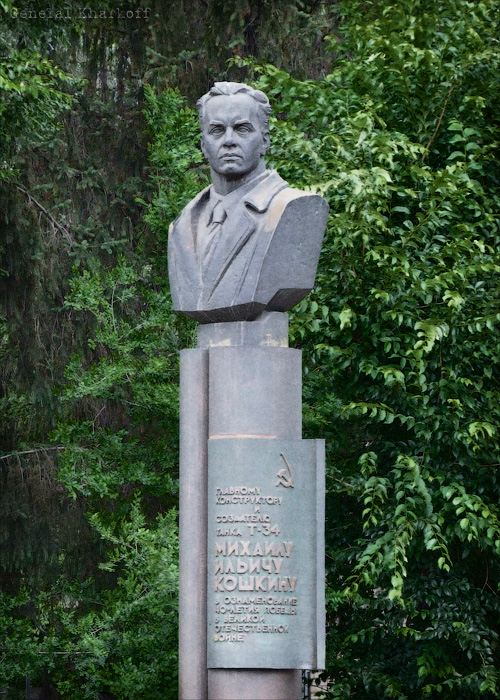 General Kharkoff
ГЛАВНОМУ
КОНСТРУКТОРУ
И
СОЗДАТЕЛЮ
ТАНКА Т-34
МИХАИЛУ
ИЛЬИЧУ
КОШКИНУ
В ОЗНАМЕНОВАНИЕ
40-ЛЕТИЯ ПОБЕДЫ
В ВЕЛИКОЙ
ОТЕЧЕСТВЕННОЙ
ВОЙНЕ